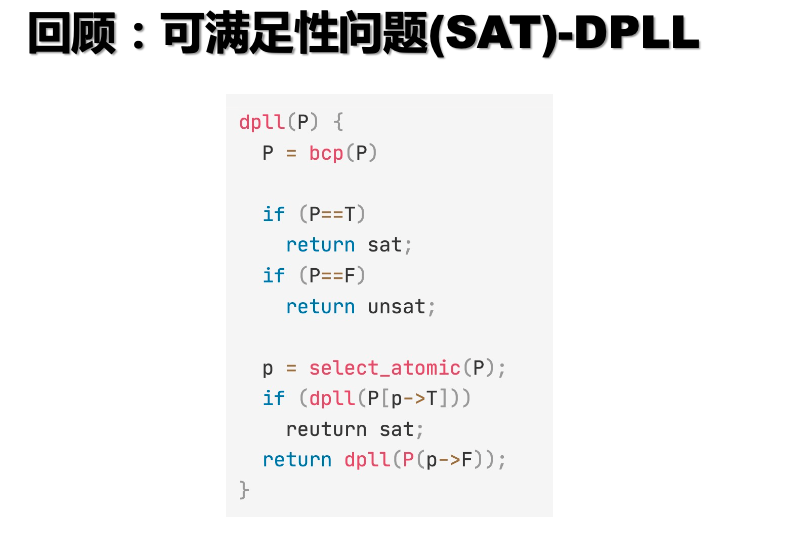 回顾：可满足性问题(SAT)-DPLL
dpll(P) {
  P = bcp(P)
  if (P==T)
    return sat;
  if (P==F)
    return unsat;
  p = select_atomic(P);
  if (dpll(P[p->T]))
    reuturn sat;
  return dpll(P(p->F));
}